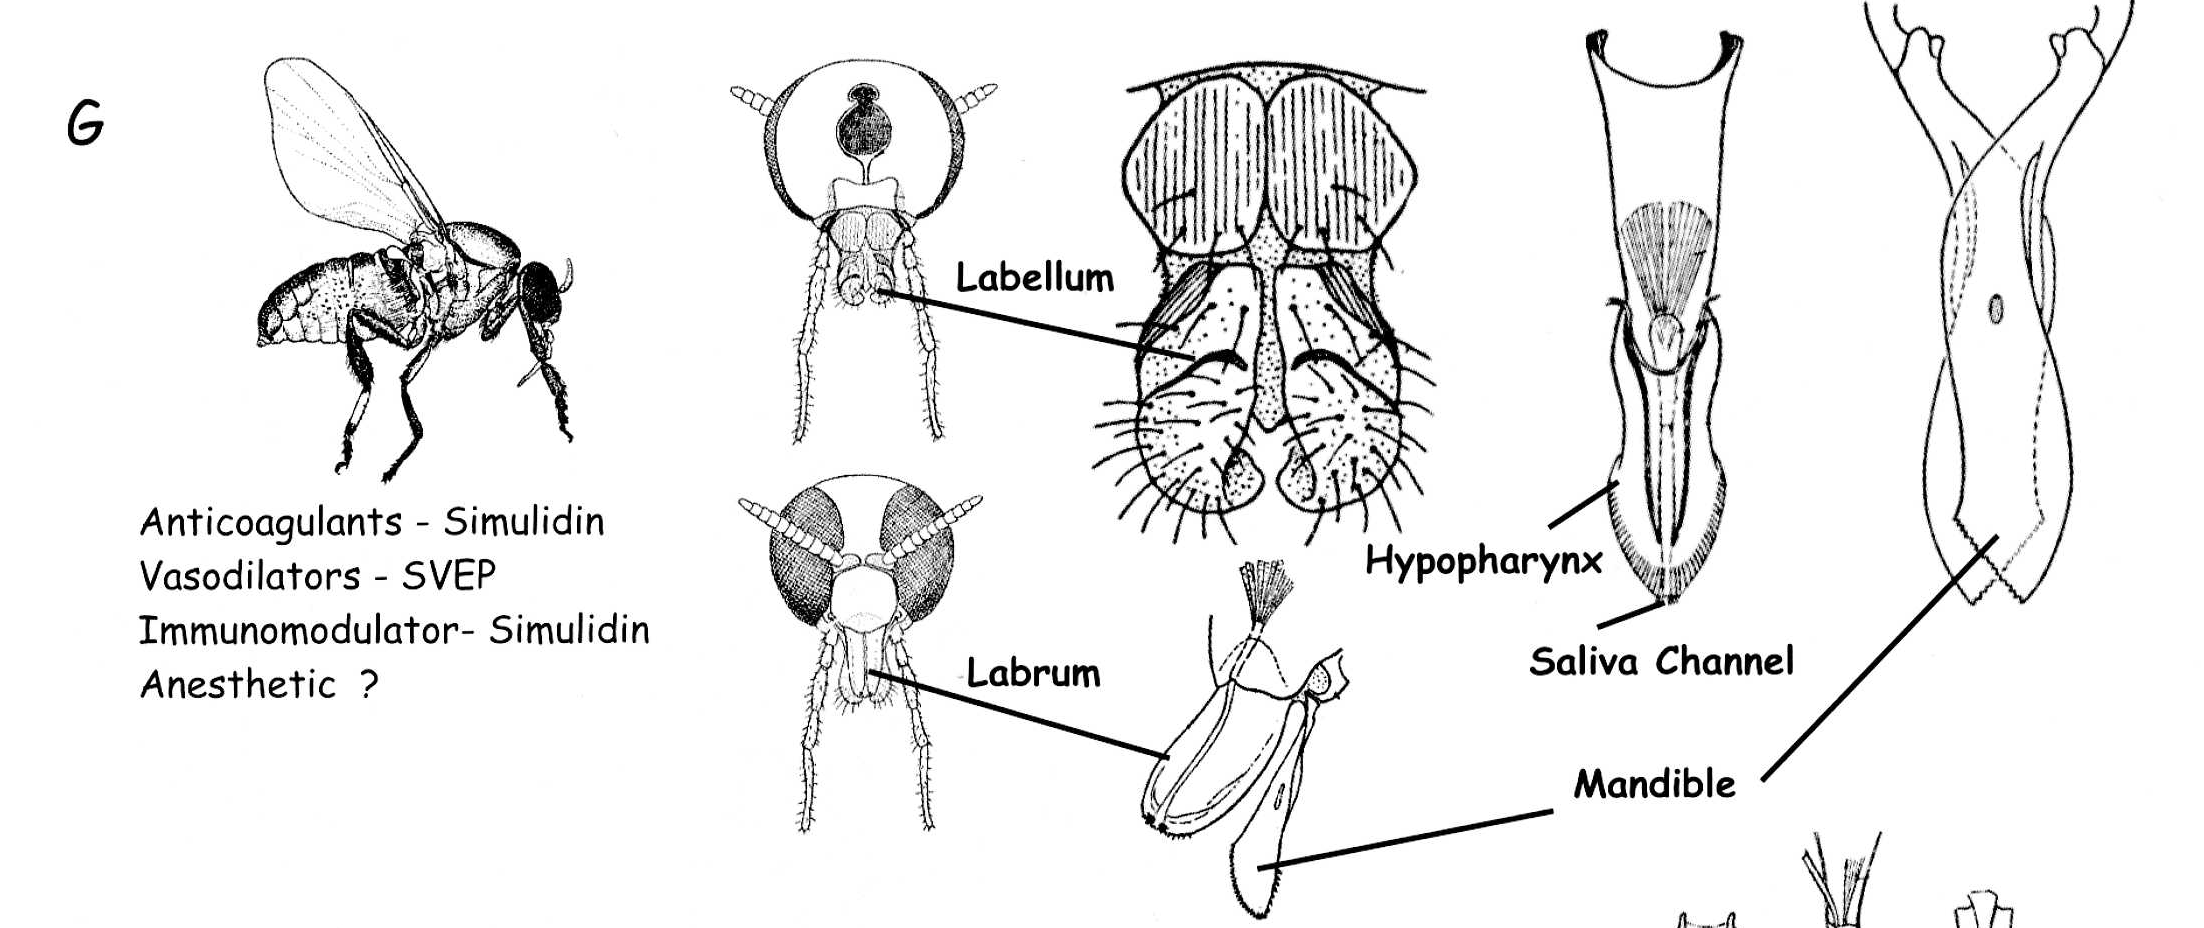 G
Labellum
Anticoagulants - Simulidin
Vasodilators - SVEP
Immunomodulator- Simulidin
Anesthetic ?
Hypopharynx
Saliva Channel
Labrum
Mandible